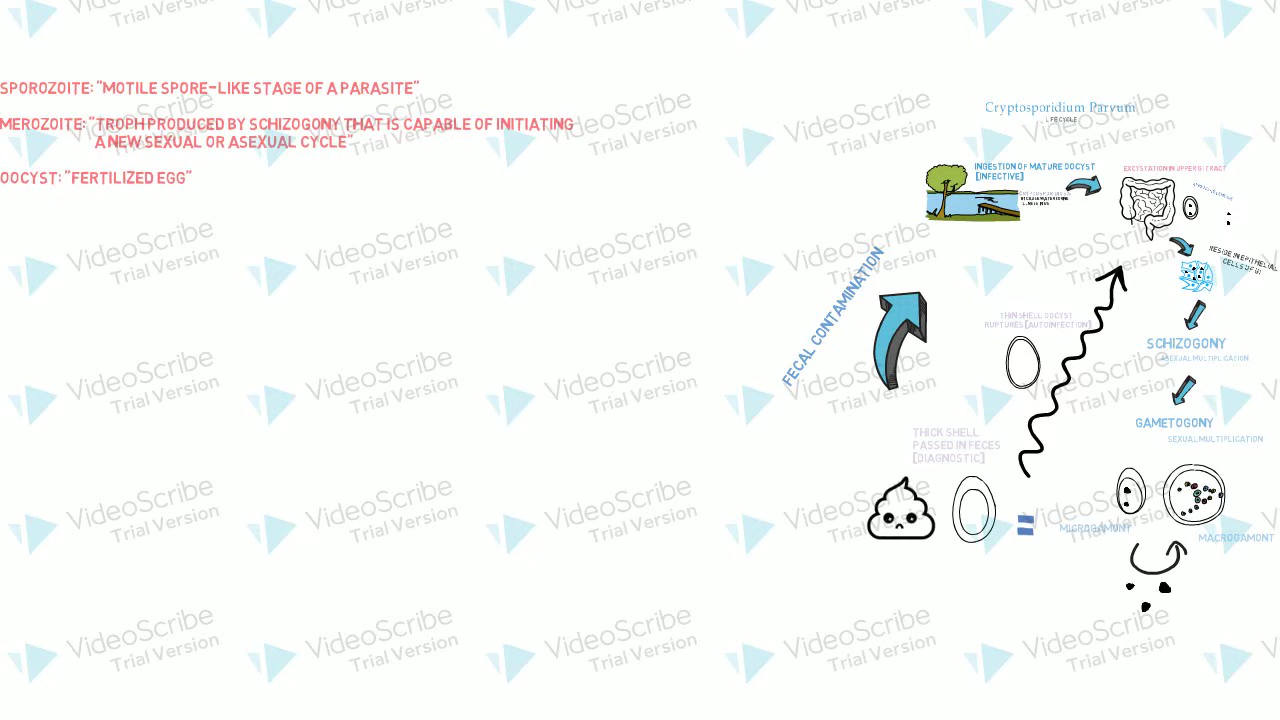 SPOROZOITE: "MOTILE SPORE-LIKE STAGE OF A PARASITE"
MEROZOITE: "TROPH PRODUCED BY SCHIZOGONY THAT IS CAPABLE OF INITIATING
A NEW SEXUAL OR ASEXUAL CYCLE"
OOCYST: "FERTILIZED EGG"
Cryptosporidium Parvum
LIFE CYCLE
INGESTION OF MATURE OOCYST
[INFECTIVE]
EXCYSTATION IN UPPER GI TRACT
RESIDE IN EPITHELIAL
CELLS OF GI
FECAL CONTAMINATION
THIN SHELL OOCYST
RUPTURES [AUTOINFECTION]
SCHIZOGONY
ASEXUAL MULTIPLICATION
GAMETOGONY
SEXUAL MULTIPLICATION
THICK SHELL
PASSED IN FECES
[DIAGNOSTIC]
MICROGAMONT
MACROGAMONT
VideoScribe
Trial Version